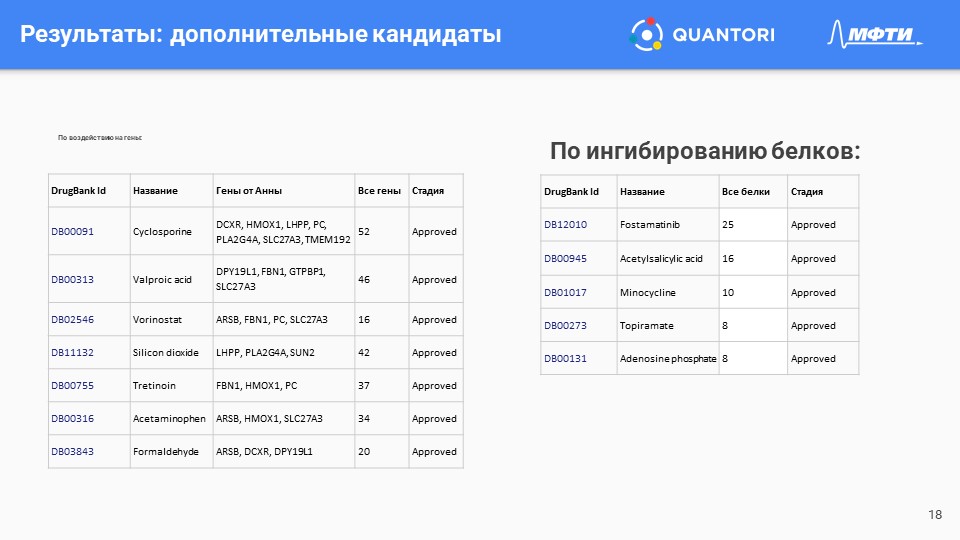 Результаты: дополнительные кандидаты
QUANTORI
МФТИ
По воздействию на гены:
DrugBank Id Название Гены от Анны Все гены Стадия
DB00091 Cyclosporine DCXR, HMOX1, LHPP, PC, PLA2G4A, SLC27A3, TMEM192 52 Approved
DB00313 Valproic acid DPY19L1, FBN1, GTPBP1, SLC27A3 46 Approved
DB02546 Vorinostat ARSB, FBN1, PC, SLC27A3 16 Approved
DB11132 Silicon dioxide LHPP, PLA2G4A, SUN2 42 Approved
DB00755 Tretinoin FBN1, HMOX1, PC 37 Approved
DB00316 Acetaminophen ARSB, HMOX1, SLC27A3 34 Approved
DB03843 Formaldehyde ARSB, DCXR, DPY19L1 20 Approved
По ингибированию белков:
DrugBank Id Название Все белки Стадия
DB12010 Fostamatinib 25 Approved
DB00945 Acetylsalicylic acid 16 Approved
DB01017 Minocycline 10 Approved
DB00273 Topiramate 8 Approved
DB00131 Adenosine phosphate 8 Approved
18